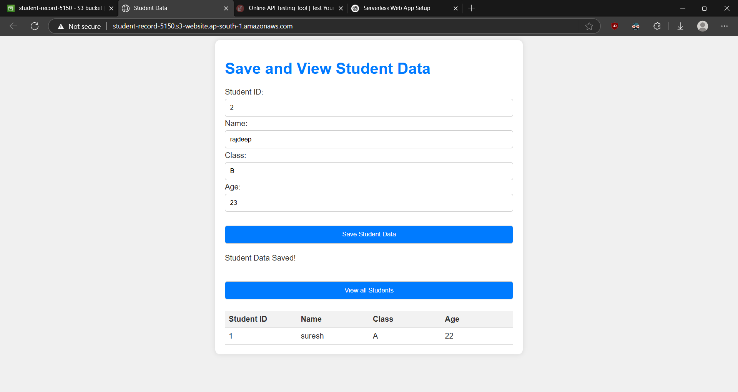 student-record-5150 - S3 bucket
Student Data
Online API Testing Tool | Test You
Serverless Web App Setup
Not secure
student-record-5150.s3-website.ap-south-1.amazonaws.com
Save and View Student Data
Student ID:
2
Name:
rajdeep
Class:
B
Age:
23
Save Student Data
Student Data Saved!
View all Students
Student ID Name Class Age
1 suresh A 22